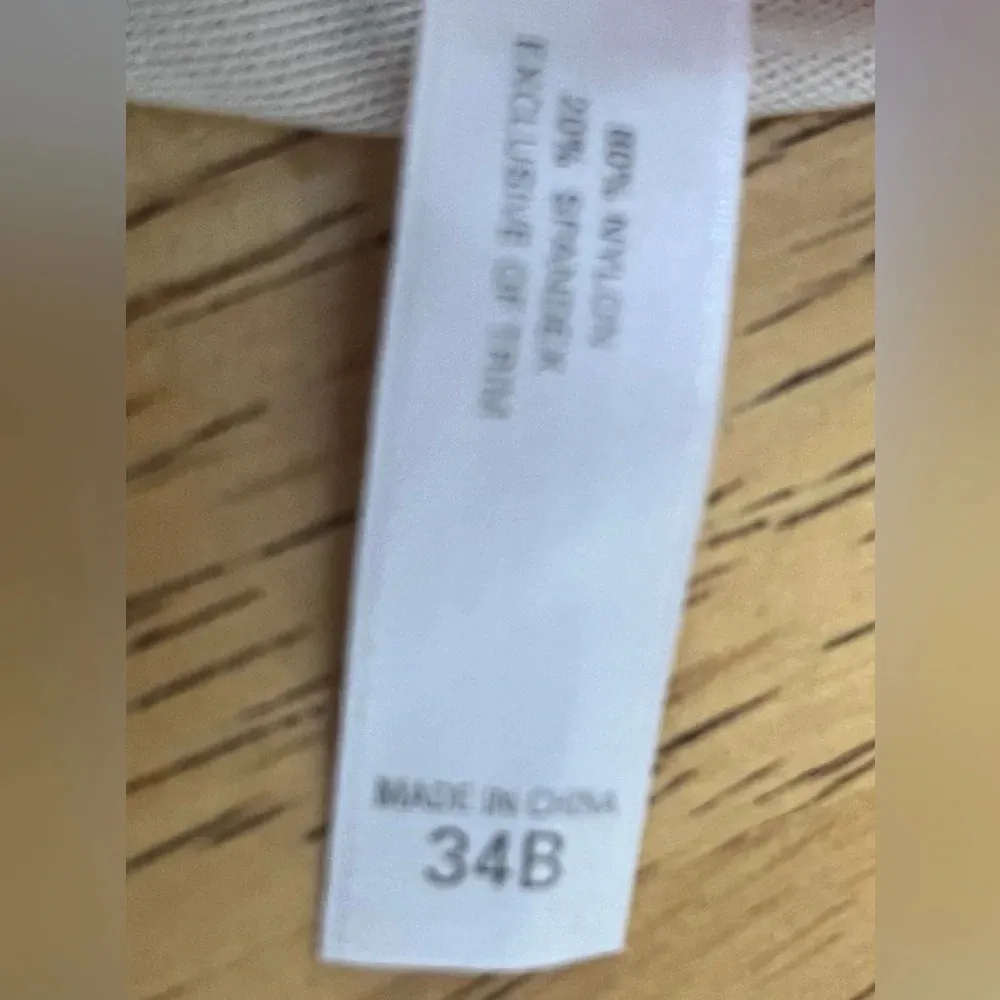 80% NYLON
20% SPANDEX
EXCLUSIVE OF TRIM
MADE IN CHINA
34B